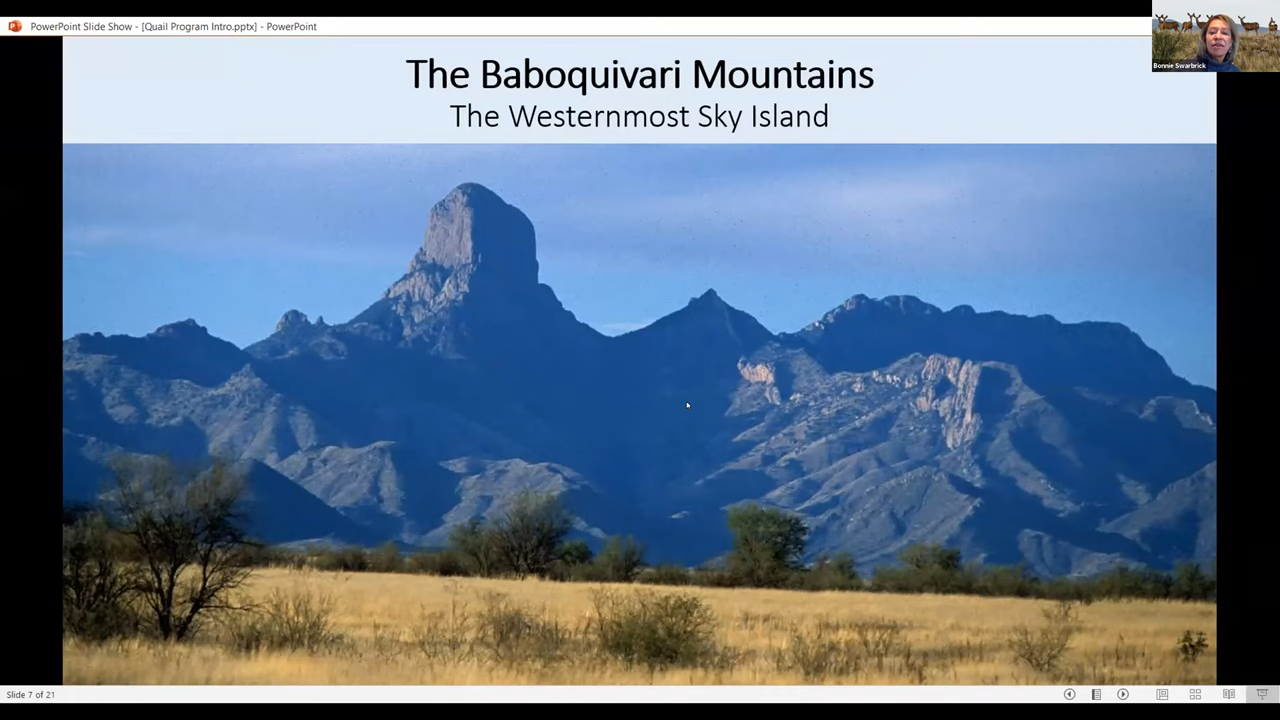 PowerPoint Slide Show - [Quail Program Intro.pptx] - PowerPoint
Bonnie Swarbrick
The Baboquivari Mountains
The Westernmost Sky Island
Slide 7 of 21